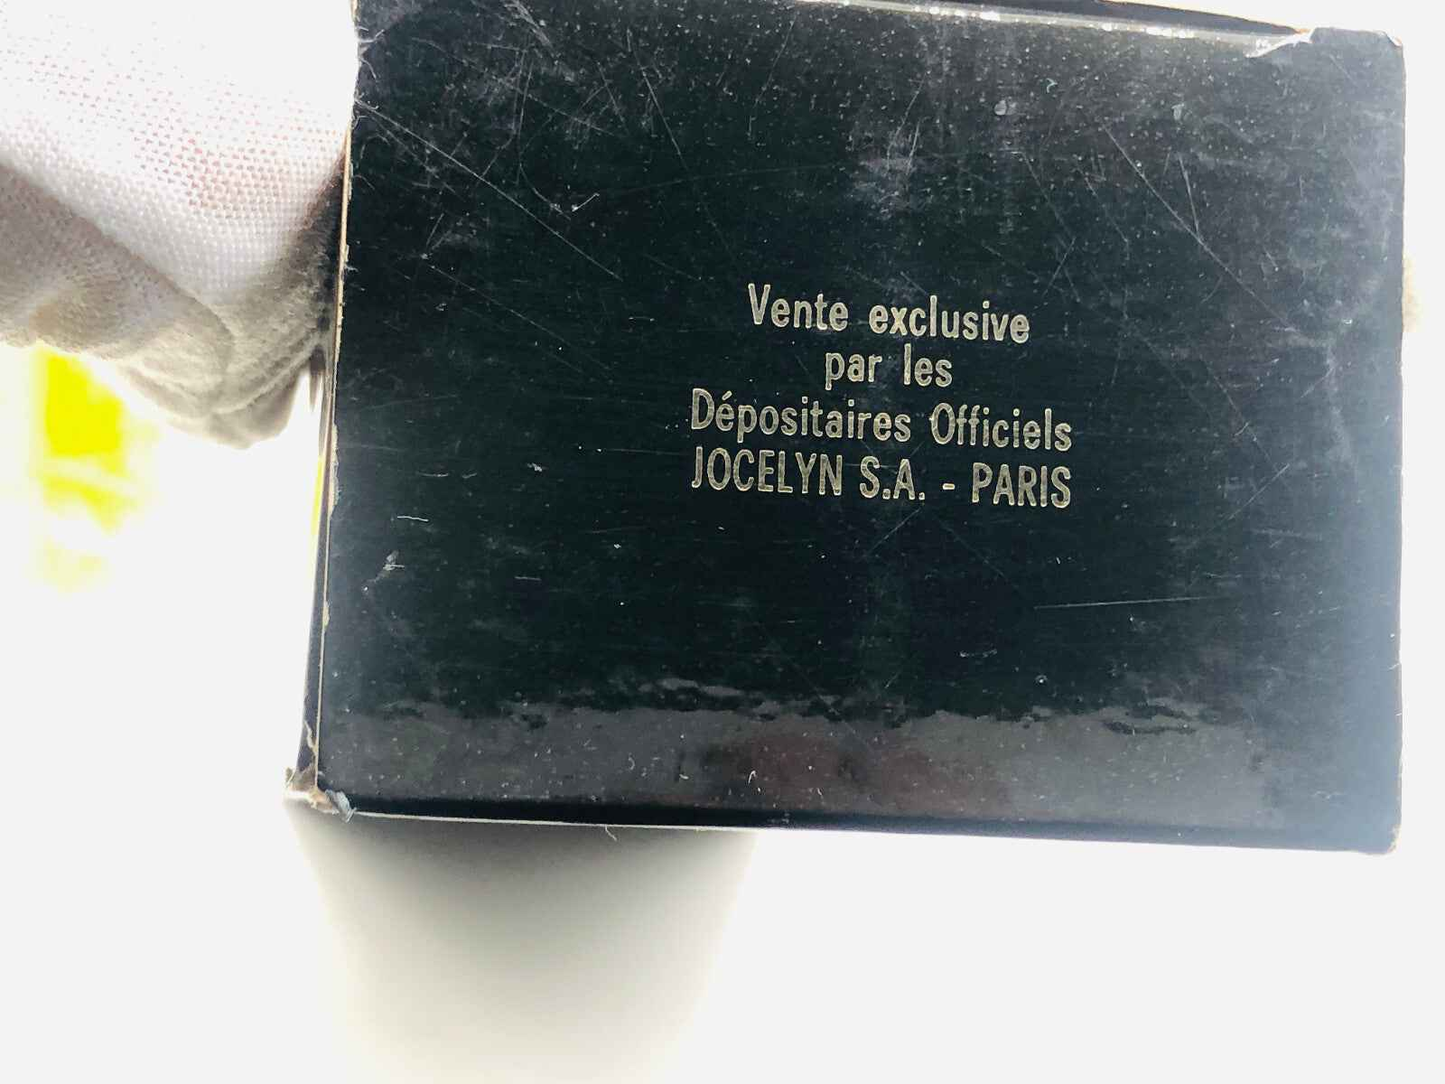 Vente exclusive
par les
Dépositaires Officiels
JOCELYN S.A. - PARIS